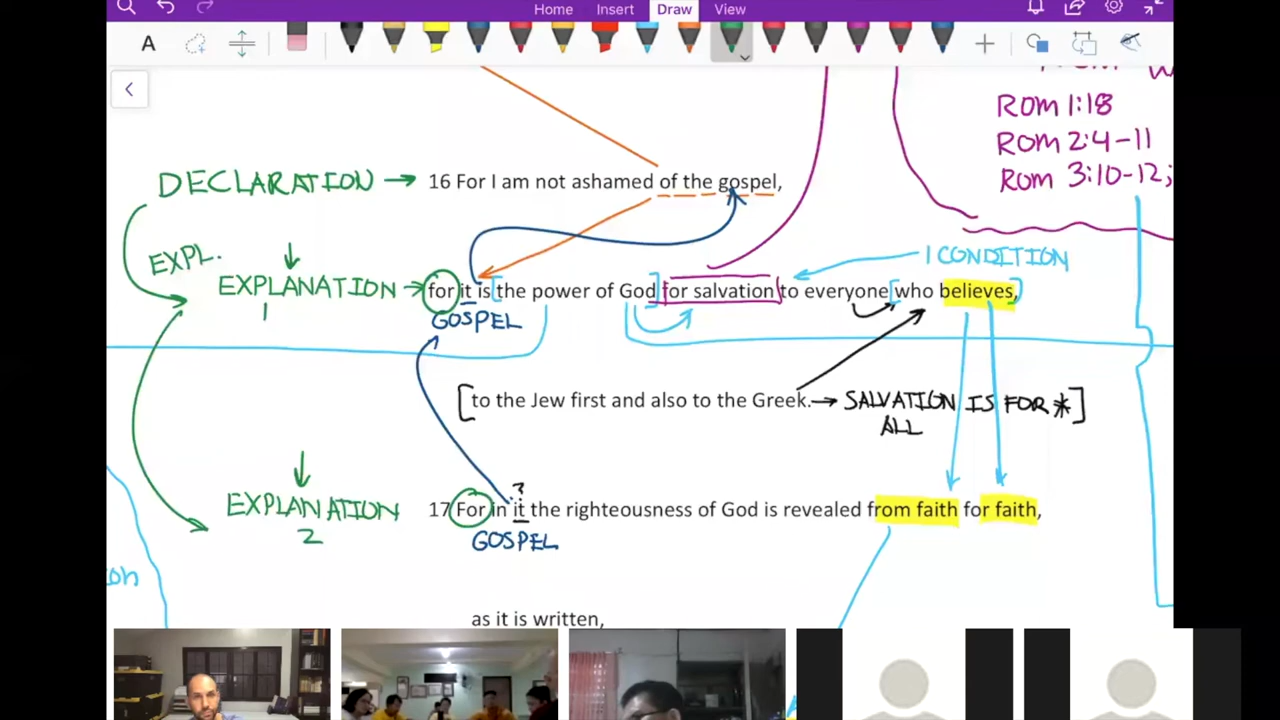 Home Insert Draw View
A
Rom 1:18
Rom 2:4-11
Rom 3:10-12;
DECLARATION → 16 For I am not ashamed of the gospel,
1 CONDITION
EXPL.
EXPLANATION → for it is [the power of God] for salvation to everyone [who believes,]
1
GOSPEL
[to the Jew first and also to the Greek. → SALVATION IS FOR *]
ALL
?
EXPLANATION 17 For in it the righteousness of God is revealed from faith for faith,
2
GOSPEL
on
as it is written,